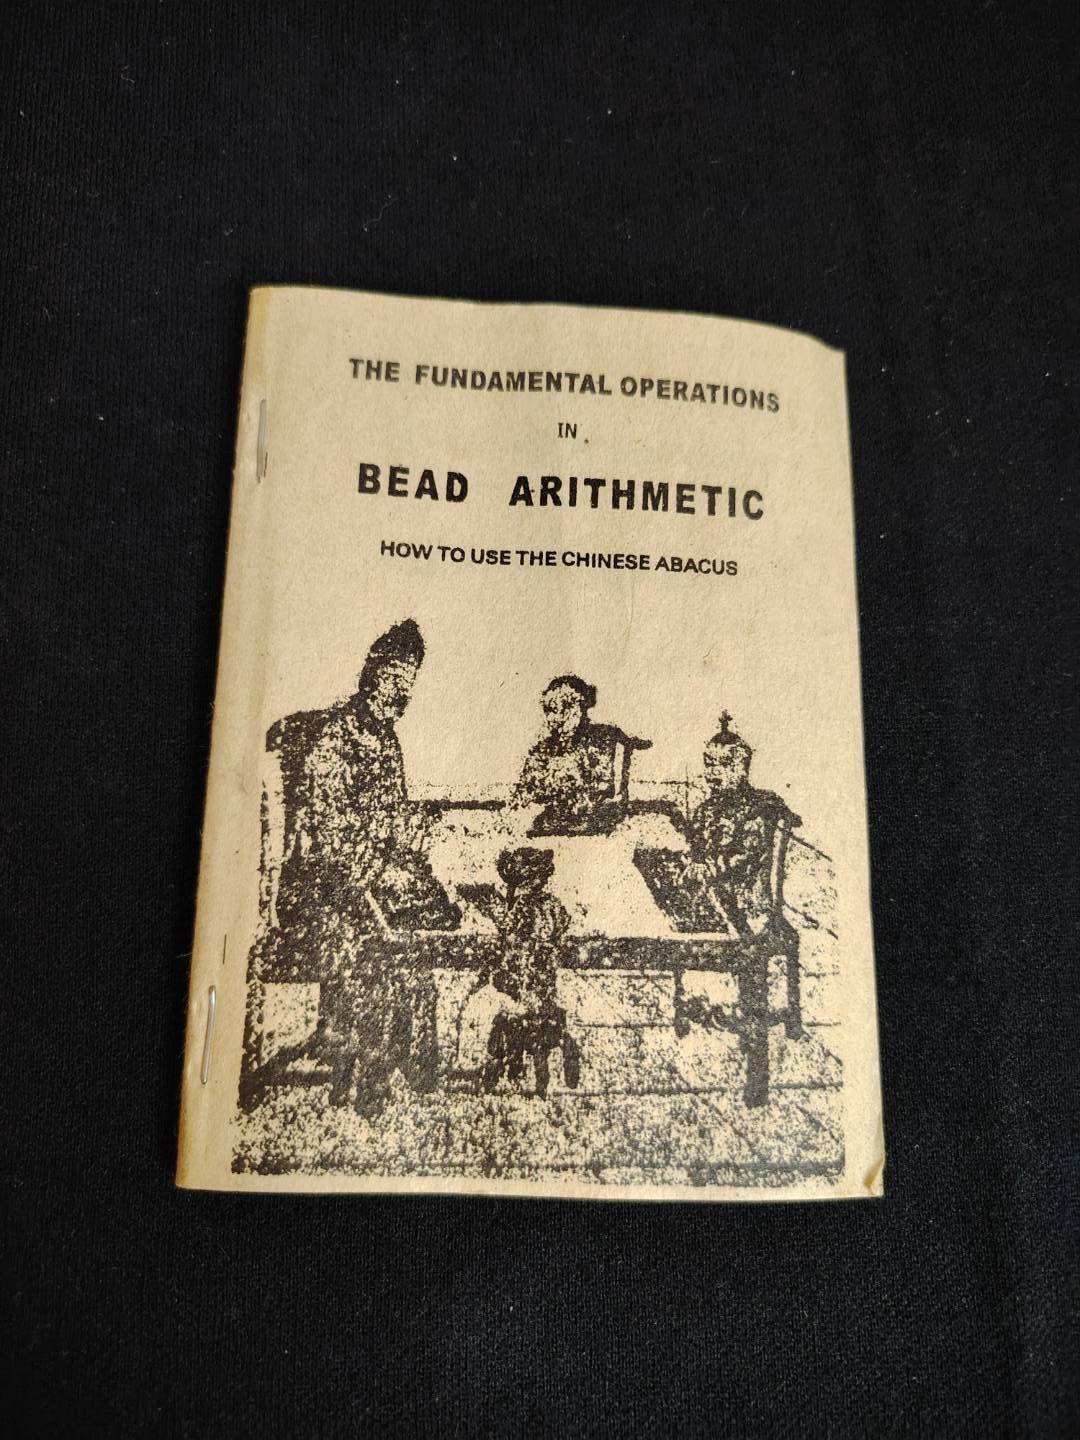 THE FUNDAMENTAL OPERATIONS
IN
BEAD ARITHMETIC
HOW TO USE THE CHINESE ABACUS